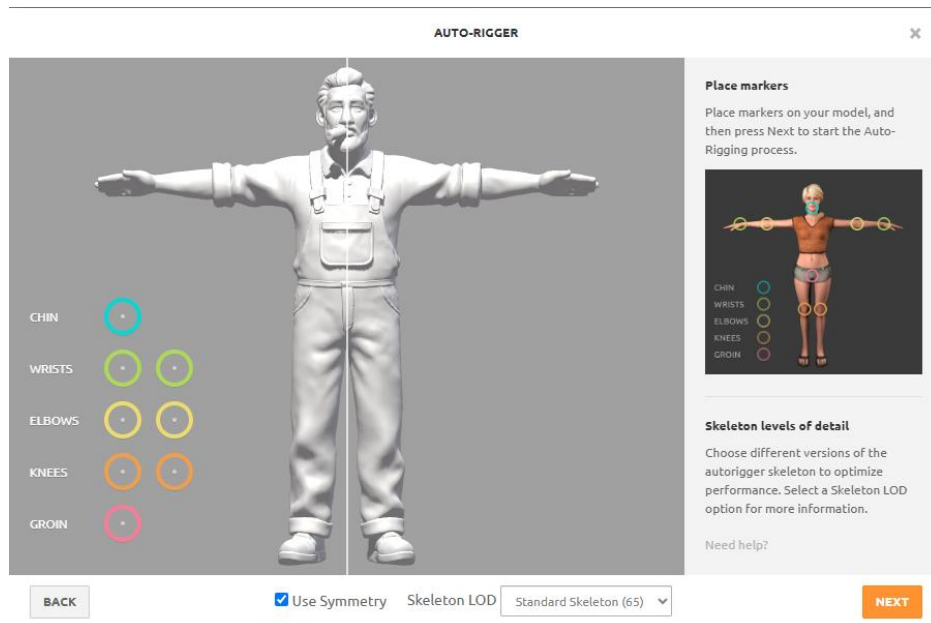 AUTO-RIGGER
×
Place markers
Place markers on your model, and
then press Next to start the Auto-
Rigging process.
CHIN
WRISTS
ELBOWS
KNEES
GROIN
CHIN
WRISTS
ELBOWS
KNEES
GROIN
Skeleton levels of detail
Choose different versions of the
autorigger skeleton to optimize
performance. Select a Skeleton LOD
option for more information.
Need help?
BACK
Use Symmetry
Skeleton LOD
Standard Skeleton (65)
NEXT